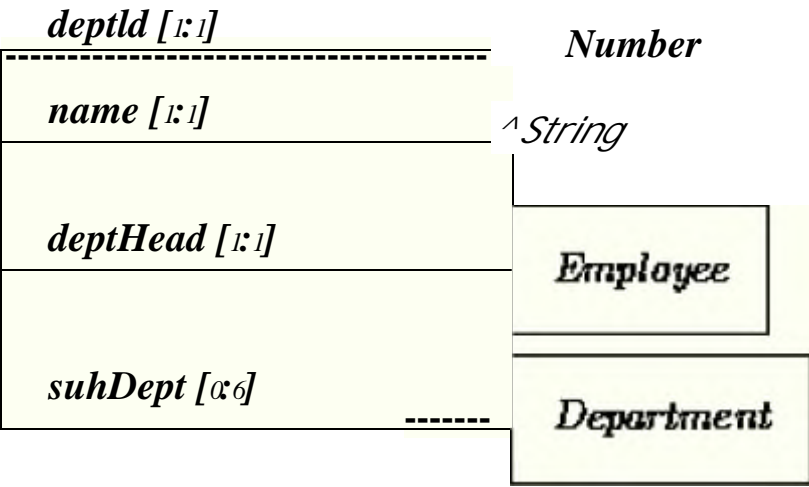 deptld [1:1]
Number
name [1:1]
^String
deptHead [1:1]
Employee
suhDept [0:6]
Department